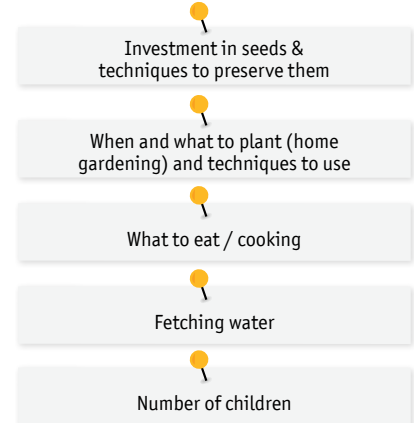 Investment in seeds &
techniques to preserve them
When and what to plant (home
gardening) and techniques to use
What to eat / cooking
Fetching water
Number of children